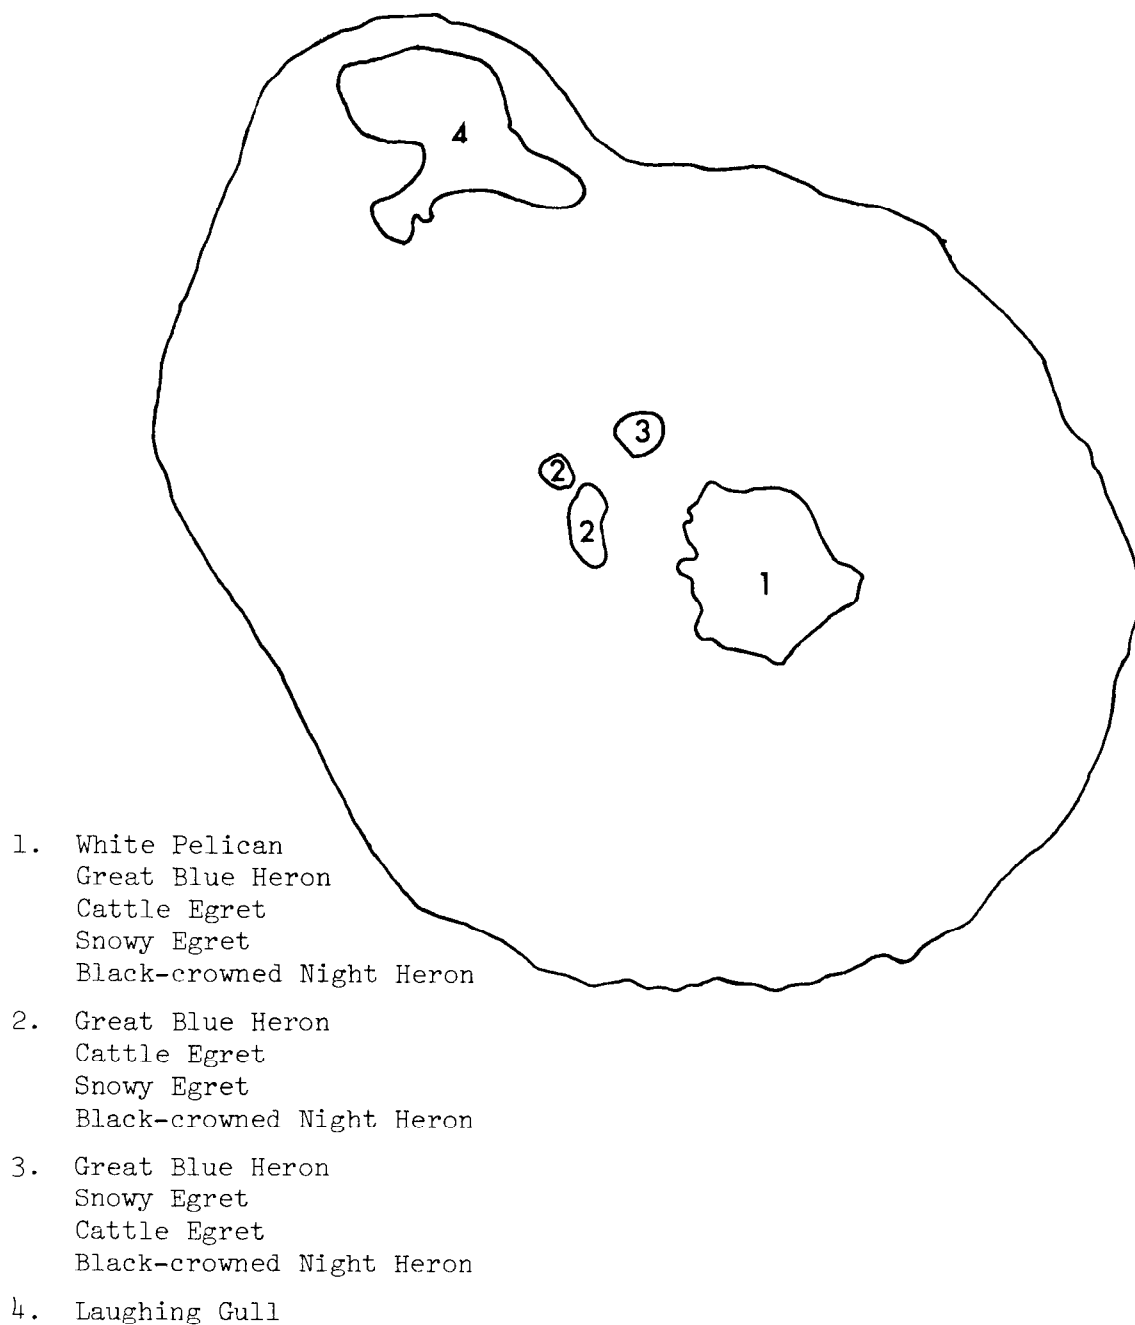 4
3
2
2
1
1. White Pelican
Great Blue Heron
Cattle Egret
Snowy Egret
Black-crowned Night Heron
2. Great Blue Heron
Cattle Egret
Snowy Egret
Black-crowned Night Heron
3. Great Blue Heron
Snowy Egret
Cattle Egret
Black-crowned Night Heron
4. Laughing Gull